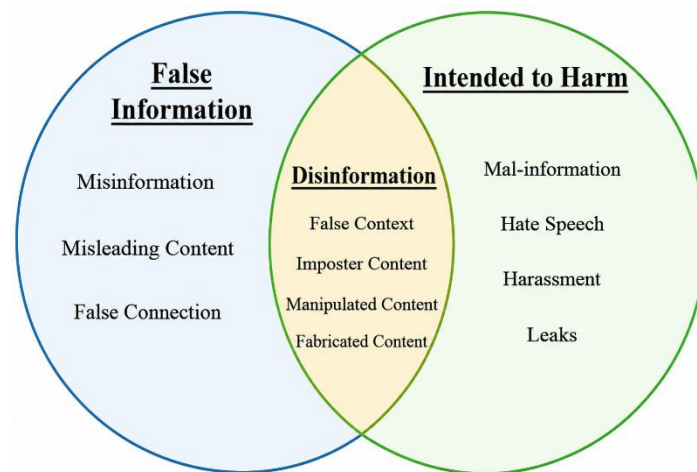 False
Information
Misinformation
Misleading Content
False Connection
Disinformation
False Context
Imposter Content
Manipulated Content
Fabricated Content
Intended to Harm
Mal-information
Hate Speech
Harassment
Leaks